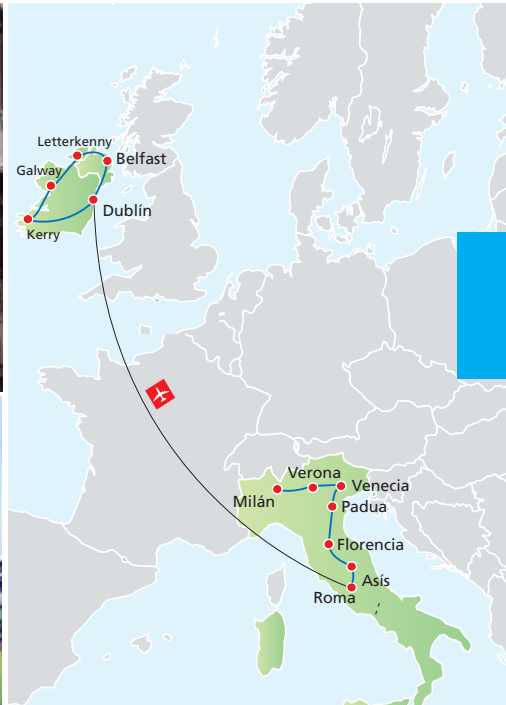 Letterkenny
Belfast
Galway
Dublín
Kerry
Verona
Venecia
Milán
Padua
Florencia
Asís
Roma